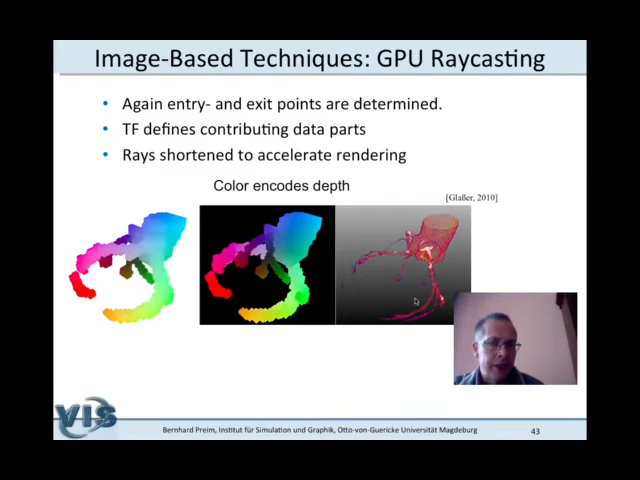 Image-Based Techniques: GPU Raycasting
• Again entry- and exit points are determined.
• TF defines contributing data parts
• Rays shortened to accelerate rendering
Color encodes depth
[Glaßer, 2010]
VIS
Bernhard Preim, Institut für Simulation und Graphik, Otto-von-Guericke Universität Magdeburg
43